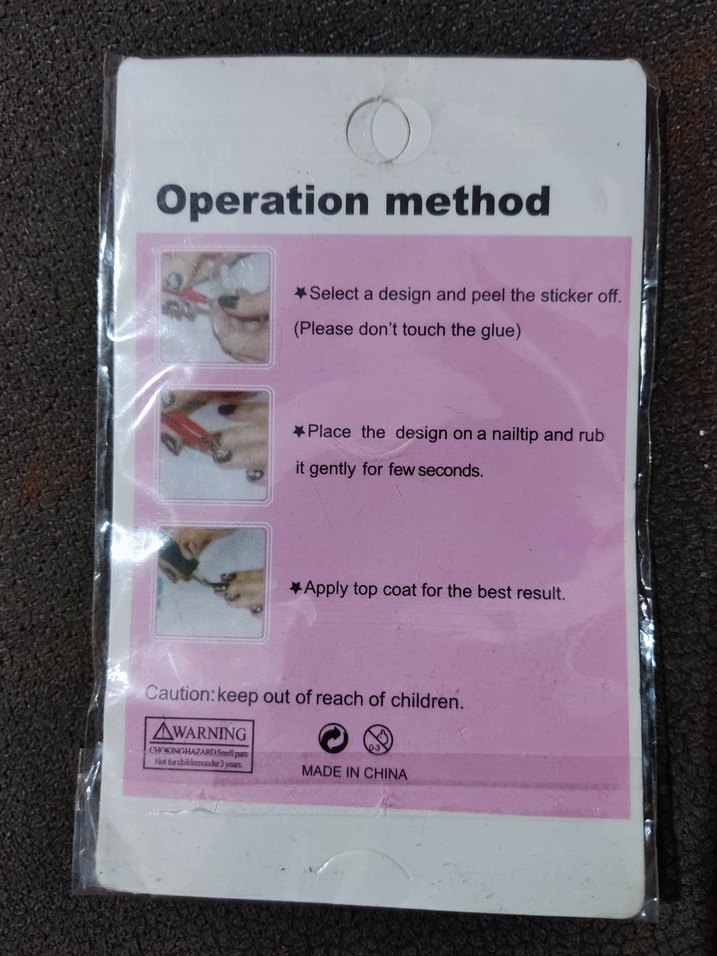 Operation method
★Select a design and peel the sticker off.
(Please don't touch the glue)
★Place the design on a nailtip and rub
it gently for few seconds.
★Apply top coat for the best result.
Caution:keep out of reach of children.
WARNING
CHOKING HAZARD Small parts
Not for children under 3 years.
0-3
MADE IN CHINA